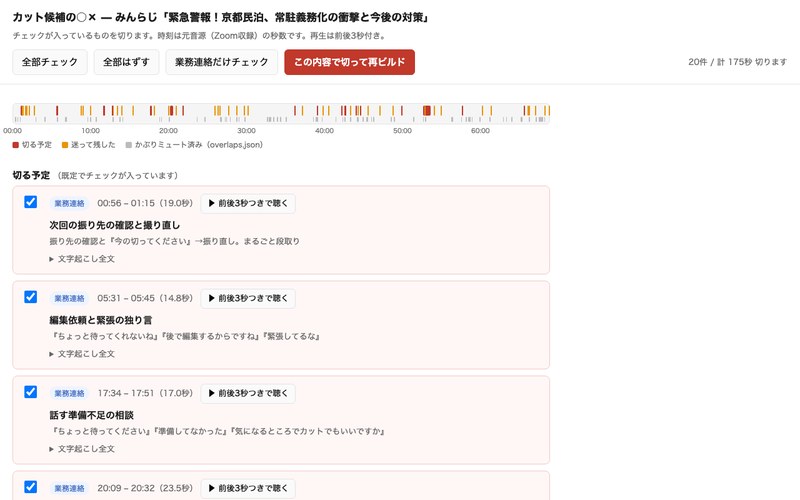 カット候補の○× — みんらじ「緊急警報！京都民泊、常駐義務化の衝撃と今後の対策」
チェックが入っているものを切ります。時刻は元音源（Zoom収録）の秒数です。再生は前後3秒付き。
全部チェック 全部はずす 業務連絡だけチェック この内容で切って再ビルド 20件 / 計 175秒 切ります
00:00 10:00 20:00 30:00 40:00 50:00 60:00
切る予定 迷って残した かぶりミュート済み（overlaps.json）
切る予定 （既定でチェックが入っています）
業務連絡 00:56 – 01:15（19.0秒） ▶ 前後3秒つきで聴く
次回の振り先の確認と撮り直し
振り先の確認と『今の切ってください』→振り直し。まるごと段取り
▶ 文字起こし全文
業務連絡 05:31 – 05:45（14.8秒） ▶ 前後3秒つきで聴く
編集依頼と緊張の独り言
『ちょっと待ってくれないね』『後で編集するからですね』『緊張してるな』
▶ 文字起こし全文
業務連絡 17:34 – 17:51（17.0秒） ▶ 前後3秒つきで聴く
話す準備不足の相談
『ちょっと待ってください』『準備してなかった』『気になるところでカットでもいいですか』
▶ 文字起こし全文
業務連絡 20:09 – 20:32（23.5秒） ▶ 前後3秒つきで聴く